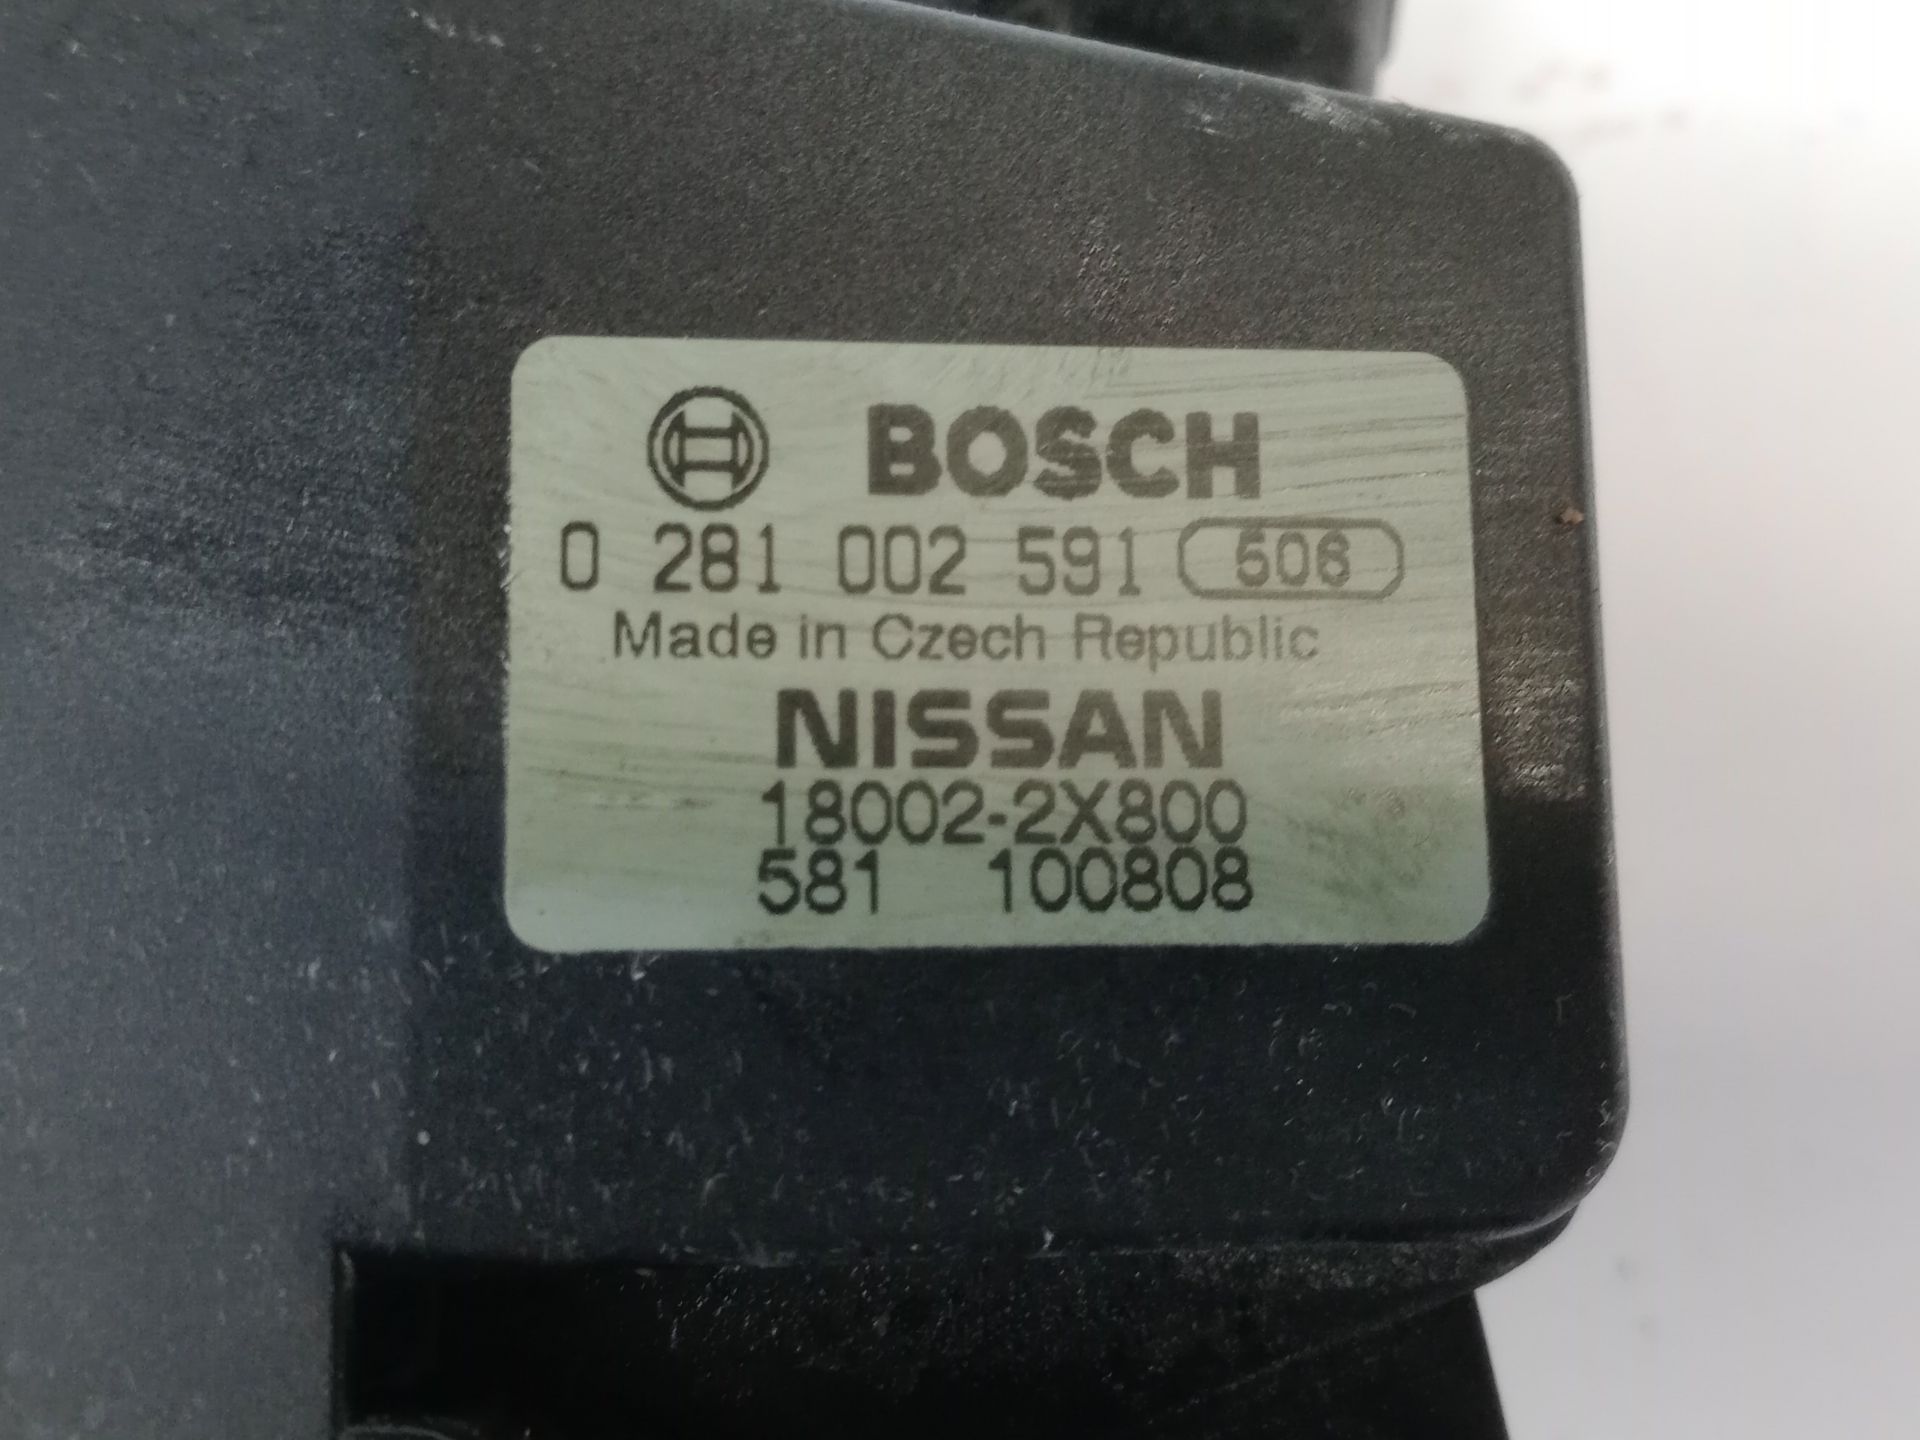 BOSCH
0 281 002 591 506
Made in Czech Republic
NISSAN
18002-2X800
581 100808